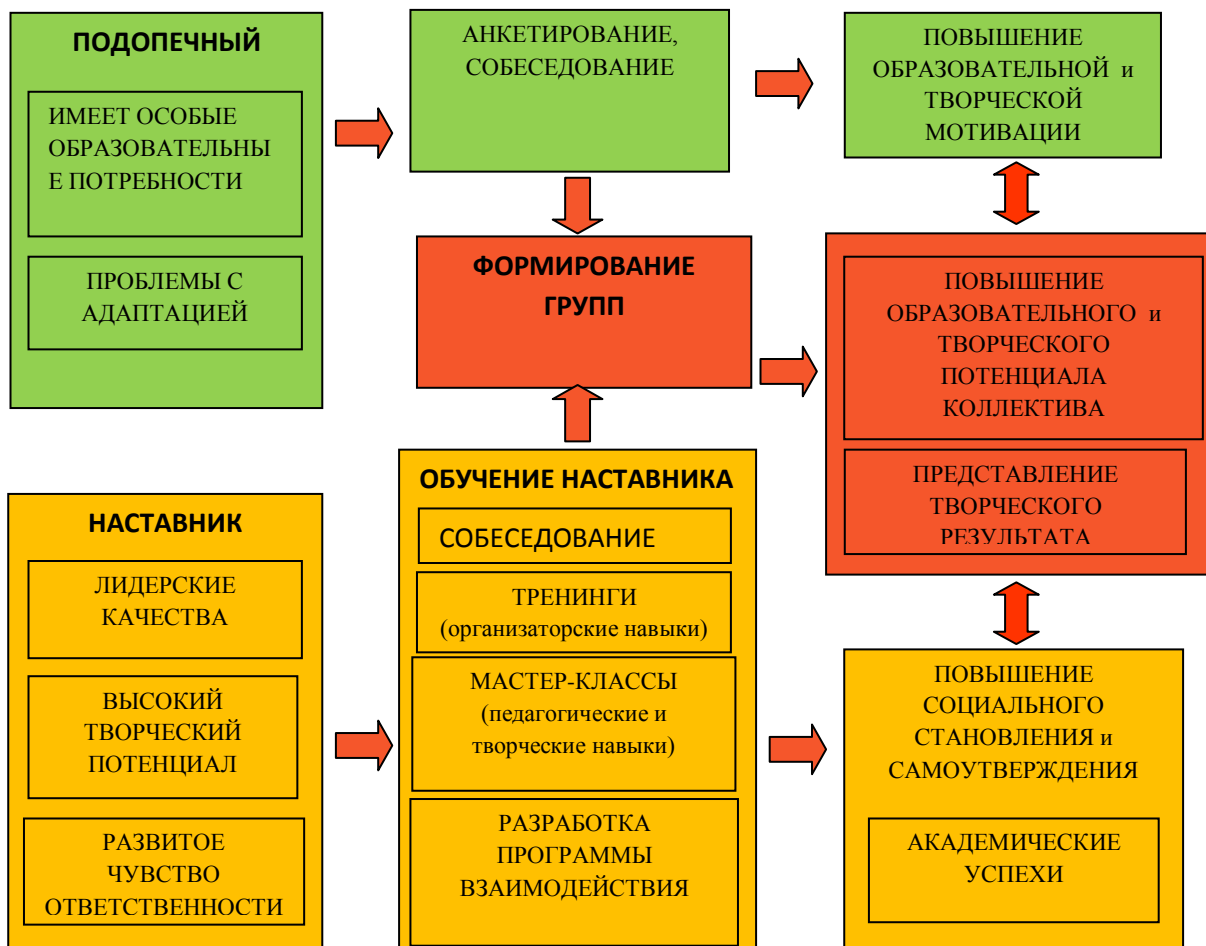 ПОДОПЕЧНЫЙ
ИМЕЕТ ОСОБЫЕ
ОБРАЗОВАТЕЛЬНЫ
Е ПОТРЕБНОСТИ
ПРОБЛЕМЫ С
АДАПТАЦИЕЙ
АНКЕТИРОВАНИЕ,
СОБЕСЕДОВАНИЕ
ПОВЫШЕНИЕ
ОБРАЗОВАТЕЛЬНОЙ и
ТВОРЧЕСКОЙ
МОТИВАЦИИ
ФОРМИРОВАНИЕ
ГРУПП
ПОВЫШЕНИЕ
ОБРАЗОВАТЕЛЬНОГО и
ТВОРЧЕСКОГО
ПОТЕНЦИАЛА
КОЛЛЕКТИВА
ПРЕДСТАВЛЕНИЕ
ТВОРЧЕСКОГО
РЕЗУЛЬТАТА
НАСТАВНИК
ЛИДЕРСКИЕ
КАЧЕСТВА
ВЫСОКИЙ
ТВОРЧЕСКИЙ
ПОТЕНЦИАЛ
РАЗВИТОЕ
ЧУВСТВО
ОТВЕТСТВЕННОСТИ
ОБУЧЕНИЕ НАСТАВНИКА
СОБЕСЕДОВАНИЕ
ТРЕНИНГИ
(организаторские навыки)
МАСТЕР-КЛАССЫ
(педагогические и
творческие навыки)
РАЗРАБОТКА
ПРОГРАММЫ
ВЗАИМОДЕЙСТВИЯ
ПОВЫШЕНИЕ
СОЦИАЛЬНОГО
СТАНОВЛЕНИЯ и
САМОУТВЕРЖДЕНИЯ
АКАДЕМИЧЕСКИЕ
УСПЕХИ